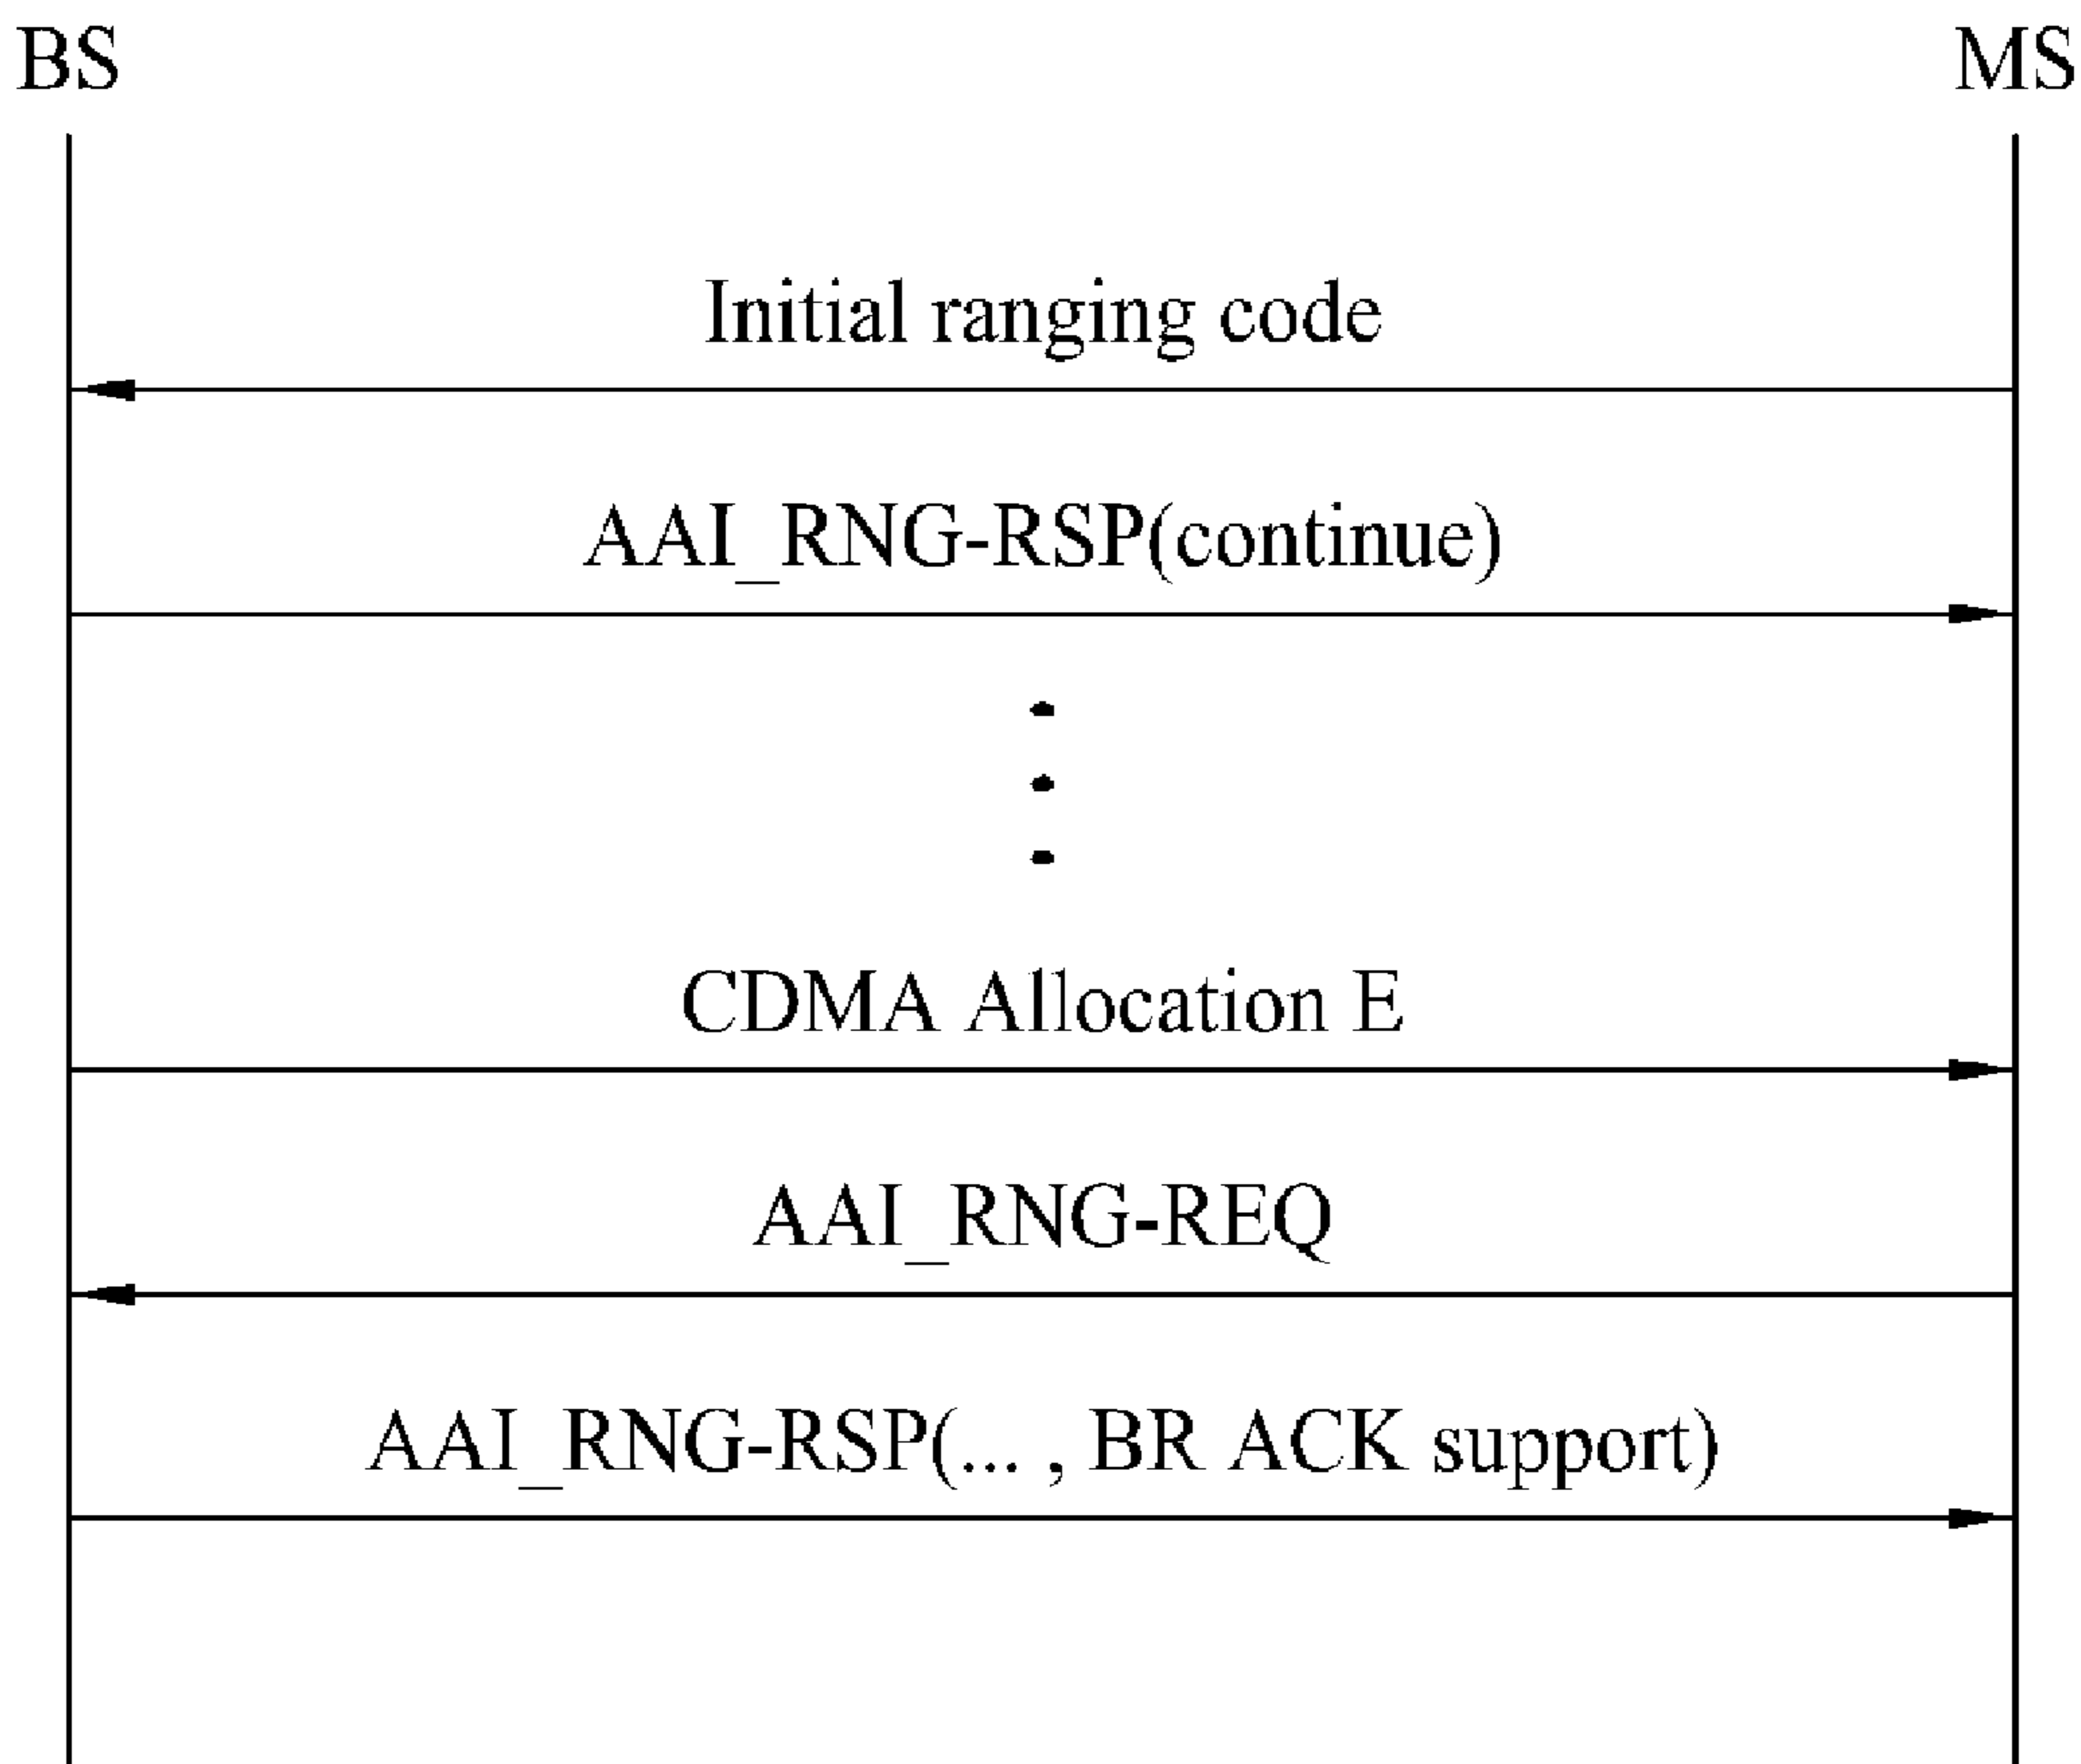 BS MS
Initial ranging code
AAI_RNG-RSP(continue)
CDMA Allocation E
AAI_RNG-REQ
AAI_RNG-RSP(... , BR ACK support)